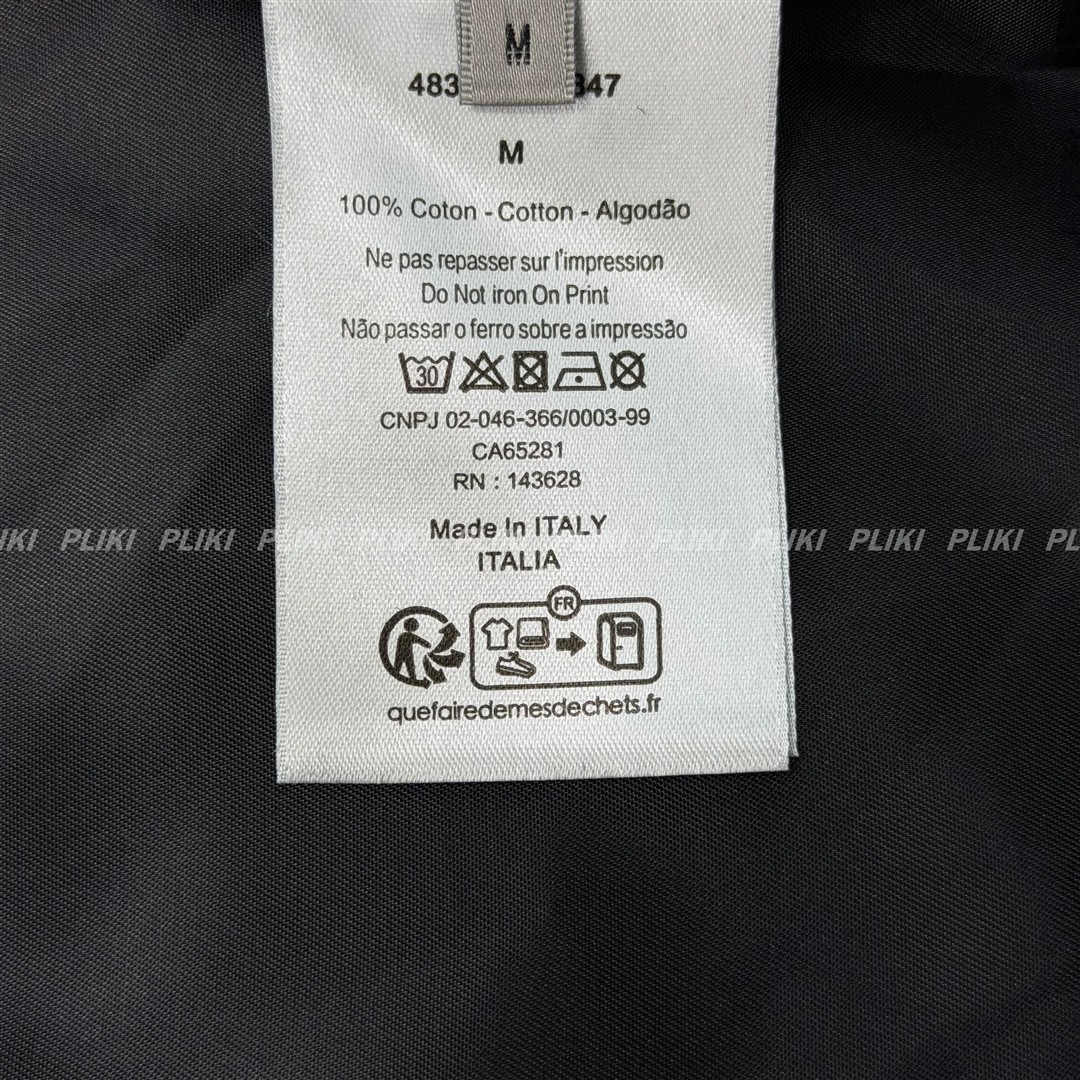 M
483 847
M
100% Coton - Cotton - Algodão
Ne pas repasser sur l'impression
Do Not iron On Print
Não passar o ferro sobre a impressão
30
CNPJ 02-046-366/0003-99
CA65281
RN : 143628
Made In ITALY
PLIKI PLIKI PLIKI PLIKI PLIKI PLIKI
ITALIA
FR
quefairedemesdechets.fr